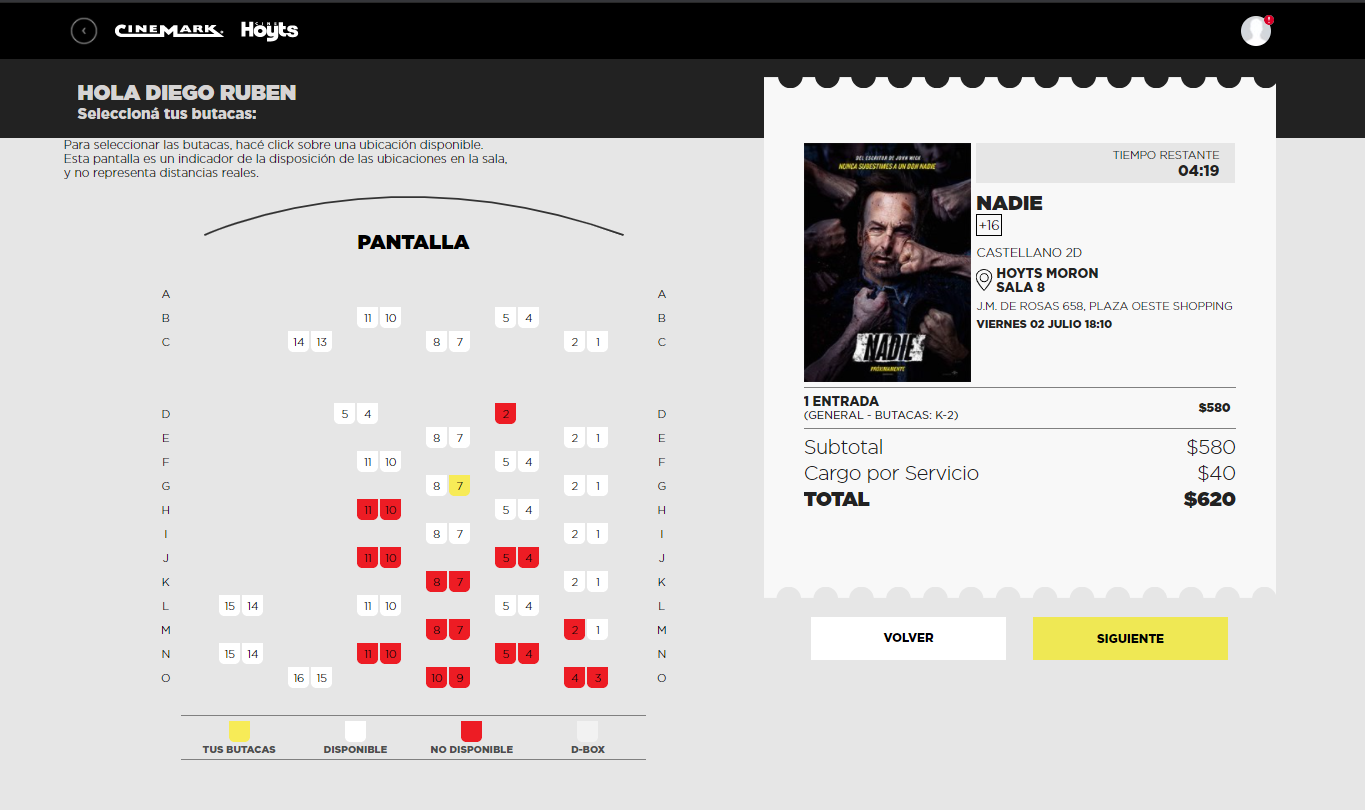 CINEMARK
CINE
Hoyts
!
HOLA DIEGO RUBEN
Seleccioná tus butacas:
Para seleccionar las butacas, hacé click sobre una ubicación disponible.
Esta pantalla es un indicador de la disposición de las ubicaciones en la sala,
y no representa distancias reales.
PANTALLA
A A
B 11 10 5 4 B
C 14 13 8 7 2 1 C
D 5 4 2 D
E 8 7 2 1 E
F 11 10 5 4 F
G 8 7 2 1 G
H 11 10 5 4 H
I 8 7 2 1 I
J 11 10 5 4 J
K 8 7 2 1 K
L 15 14 11 10 5 4 L
M 8 7 2 1 M
N 15 14 11 10 5 4 N
O 16 15 10 9 4 3 O
TUS BUTACAS DISPONIBLE NO DISPONIBLE D-BOX
DEL ESCRITOR DE JOHN WICK
NUNCA SUBESTIMES A UN DON NADIE
NADIE
PRÓXIMAMENTE
TIEMPO RESTANTE
04:19
NADIE
+16
CASTELLANO 2D
HOYTS MORON
SALA 8
J.M. DE ROSAS 658, PLAZA OESTE SHOPPING
VIERNES 02 JULIO 18:10
1 ENTRADA
(GENERAL - BUTACAS: K-2) $580
Subtotal $580
Cargo por Servicio $40
TOTAL $620
VOLVER SIGUIENTE